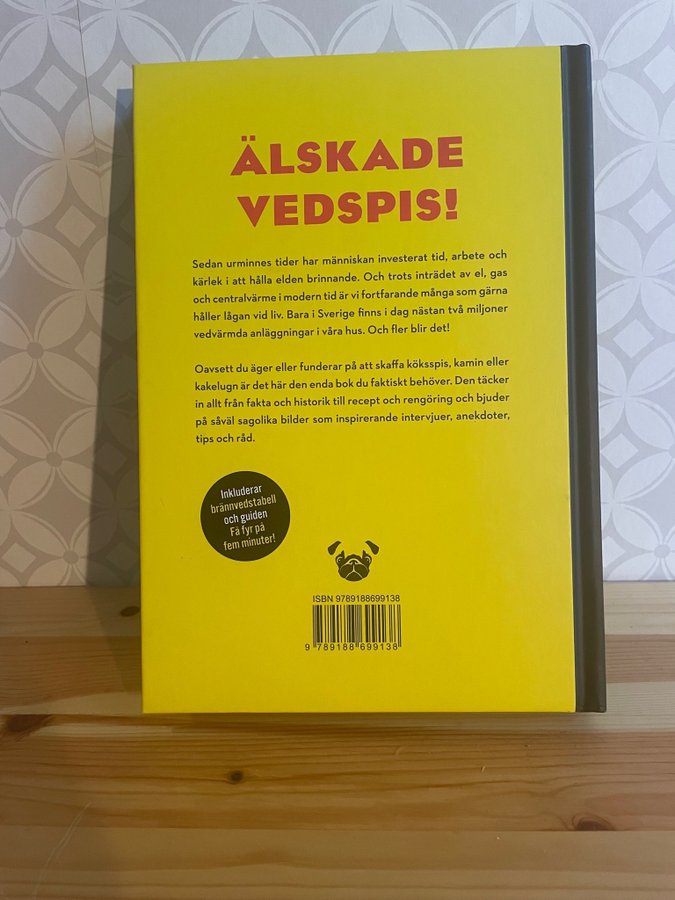 ÄLSKADE
VEDSPIS!
Sedan urminnes tider har människan investerat tid, arbete och
kärlek i att hålla elden brinnande. Och trots inträdet av el, gas
och centralvärme i modern tid är vi fortfarande många som gärna
håller lågan vid liv. Bara i Sverige finns i dag nästan två miljoner
vedvärmda anläggningar i våra hus. Och fler blir det!
Oavsett du äger eller funderar på att skaffa köksspis, kamin eller
kakelugn är det här den enda bok du faktiskt behöver. Den täcker
in allt från fakta och historik till recept och rengöring och bjuder
på såväl sagolika bilder som inspirerande intervjuer, anekdoter,
tips och råd.
Inkluderar
brännvedstabell
och guiden
Få fyr på
fem minuter!
ISBN 9789188699138
9 789188 699138